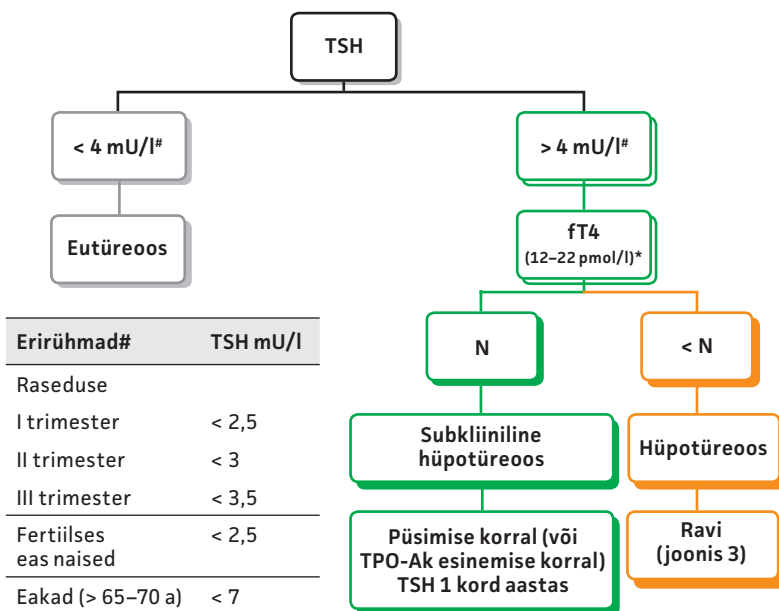 TSH
< 4 mU/l#
> 4 mU/l#
Eutüreoos
fT4
(12–22 pmol/l)*
N
< N
Subkliiniline
hüpotüreoos
Hüpotüreoos
Püsimise korral (või
TPO-Ak esinemise korral)
TSH 1 kord aastas
Ravi
(joonis 3)
Erirühmad# TSH mU/l
Raseduse
I trimester < 2,5
II trimester < 3
III trimester < 3,5
Fertiilses < 2,5
eas naised
Eakad (> 65–70 a) < 7